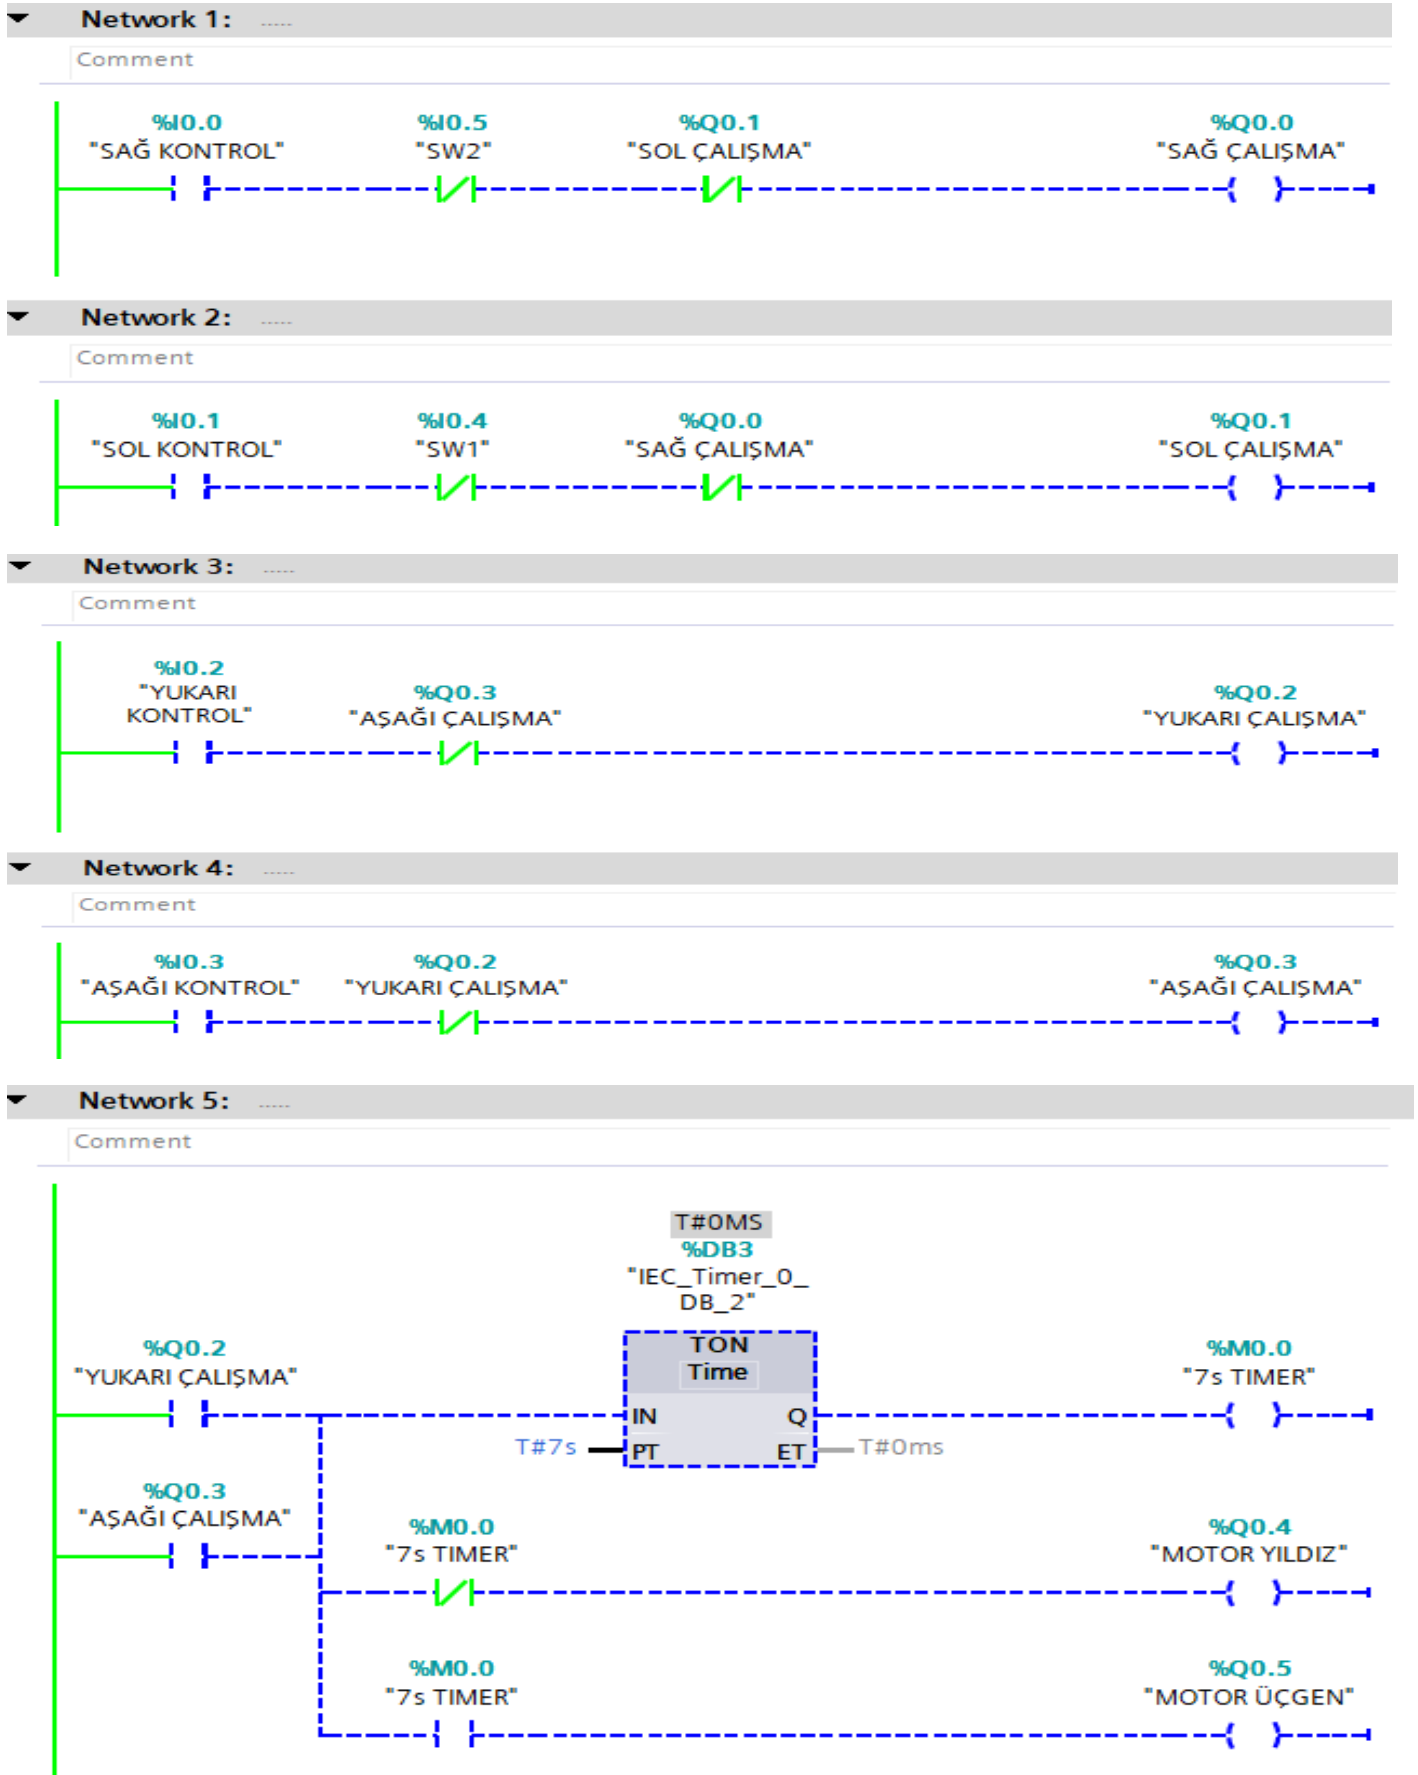 Network 1: .....
Comment
%I0.0 %I0.5 %Q0.1 %Q0.0
"SAĞ KONTROL" "SW2" "SOL ÇALIŞMA" "SAĞ ÇALIŞMA"
Network 2: .....
Comment
%I0.1 %I0.4 %Q0.0 %Q0.1
"SOL KONTROL" "SW1" "SAĞ ÇALIŞMA" "SOL ÇALIŞMA"
Network 3: .....
Comment
%I0.2
"YUKARI %Q0.3 %Q0.2
KONTROL" "AŞAĞI ÇALIŞMA" "YUKARI ÇALIŞMA"
Network 4: .....
Comment
%I0.3 %Q0.2 %Q0.3
"AŞAĞI KONTROL" "YUKARI ÇALIŞMA" "AŞAĞI ÇALIŞMA"
Network 5: .....
Comment
T#0MS
%DB3
"IEC_Timer_0_
DB_2"
%Q0.2 TON %M0.0
"YUKARI ÇALIŞMA" Time "7s TIMER"
IN Q
T#7s PT ET T#0ms
%Q0.3
"AŞAĞI ÇALIŞMA"
%M0.0 %Q0.4
"7s TIMER" "MOTOR YILDIZ"
%M0.0 %Q0.5
"7s TIMER" "MOTOR ÜÇGEN"